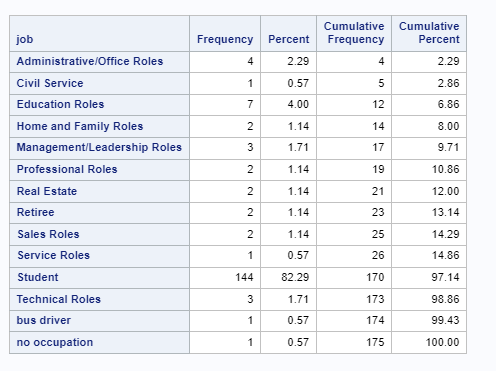 job Frequency Percent Cumulative Frequency Cumulative Percent
Administrative/Office Roles 4 2.29 4 2.29
Civil Service 1 0.57 5 2.86
Education Roles 7 4.00 12 6.86
Home and Family Roles 2 1.14 14 8.00
Management/Leadership Roles 3 1.71 17 9.71
Professional Roles 2 1.14 19 10.86
Real Estate 2 1.14 21 12.00
Retiree 2 1.14 23 13.14
Sales Roles 2 1.14 25 14.29
Service Roles 1 0.57 26 14.86
Student 144 82.29 170 97.14
Technical Roles 3 1.71 173 98.86
bus driver 1 0.57 174 99.43
no occupation 1 0.57 175 100.00